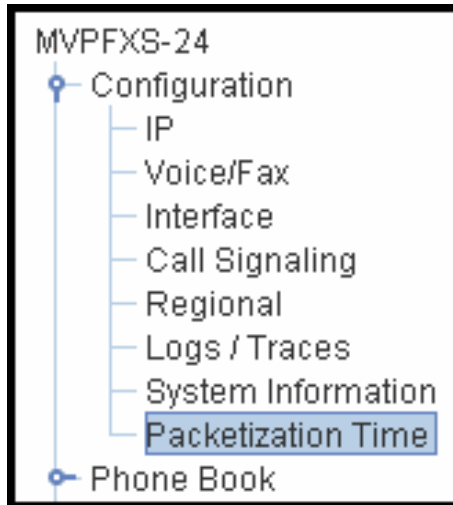 MVPFXS-24
Configuration
IP
Voice/Fax
Interface
Call Signaling
Regional
Logs / Traces
System Information
Packetization Time
Phone Book